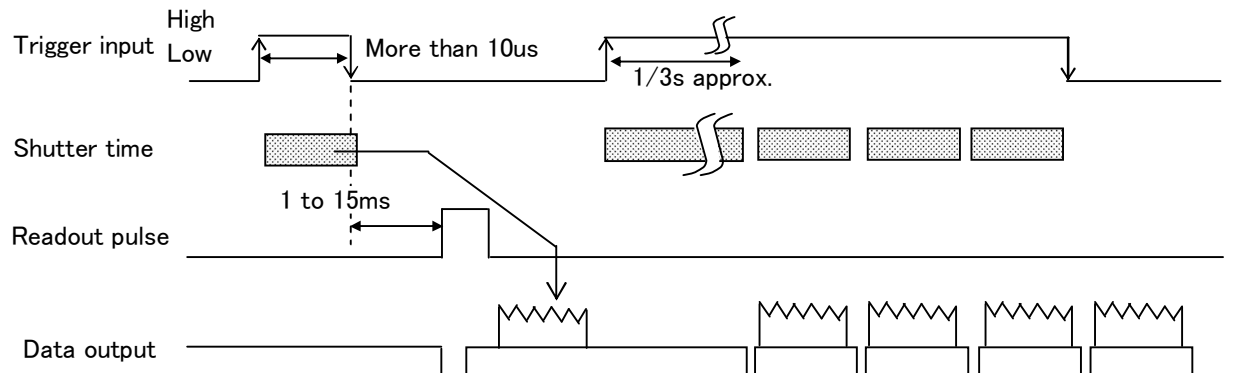 High
Trigger input
Low
More than 10us
1/3s approx.
Shutter time
1 to 15ms
Readout pulse
Data output